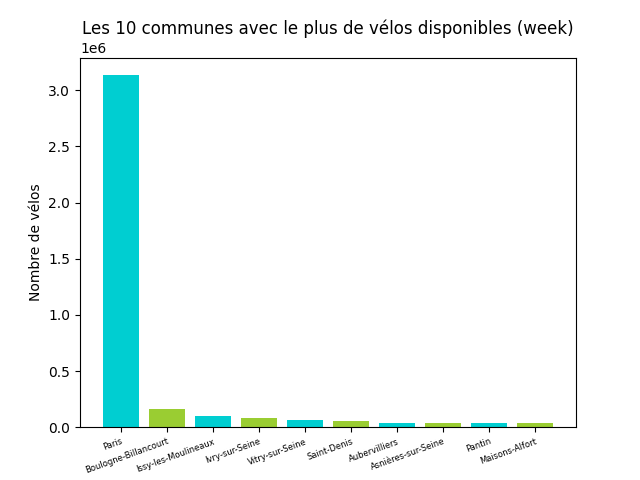 Les 10 communes avec le plus de vélos disponibles (week)
1e6
3.0
2.5
2.0
1.5
1.0
0.5
0.0
Nombre de vélos
Paris
Boulogne-Billancourt
Issy-les-Moulineaux
Ivry-sur-Seine
Vitry-sur-Seine
Saint-Denis
Aubervilliers
Asnières-sur-Seine
Pantin
Maisons-Alfort